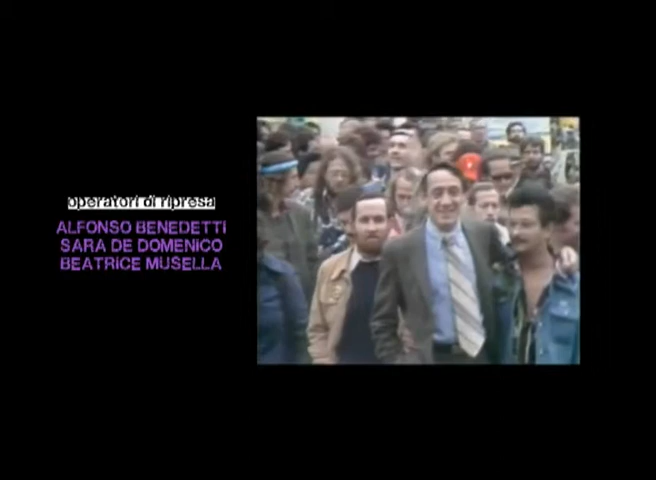 operatori di ripresa
ALFONSO BENEDETTI
SARA DE DOMENICO
BEATRICE MUSELLA